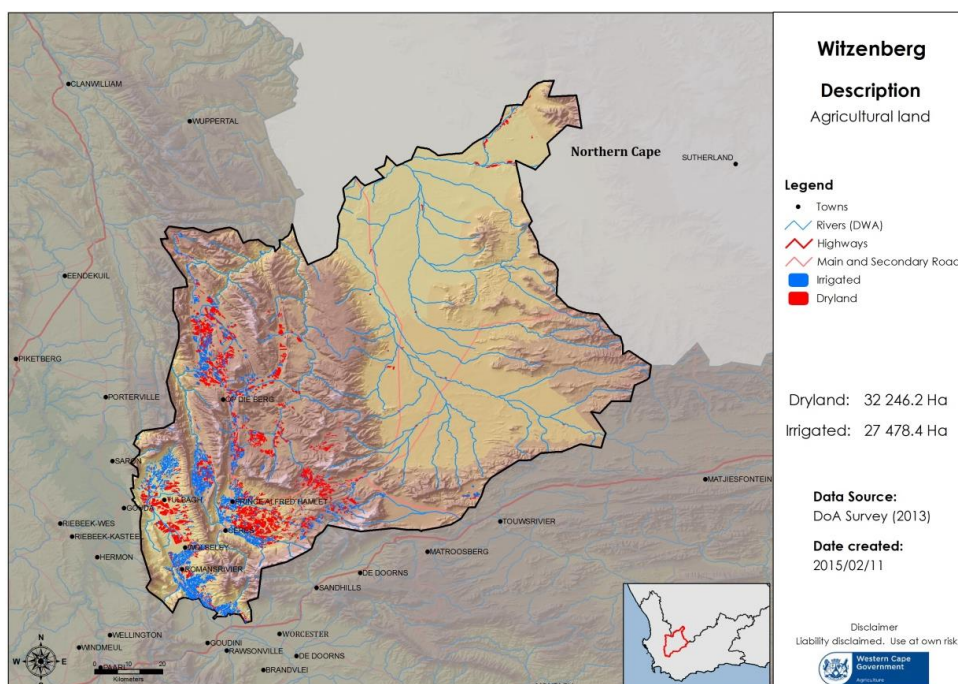 CLANWILLIAM
WUPPERTAL
Northern Cape
SUTHERLAND
EENDEKUIL
PIKETBERG
PORTERVILLE
OP DIE BERG
SARON
MATJIESFONTEIN
TULBAGH
PRINCE ALFRED HAMLET
GOUDA
RIEBEEK-WES
RIEBEEK-KASTEEL
CERES
TOUWSRIVIER
WOLSELEY
HERMON
MATROOSBERG
ROMANSRIVIER
DE DOORNS
SANDHILLS
WELLINGTON
WORCESTER
GOUDINI
WINDMEUL
RAWSONVILLE
DE DOORNS
PAARL
BRANDVLEI
N
W E
S
10 0 10 20
Kilometers
Witzenberg
Description
Agricultural land
Legend
Towns
Rivers (DWA)
Highways
Main and Secondary Road
Irrigated
Dryland
Dryland: 32 246.2 Ha
Irrigated: 27 478.4 Ha
Data Source:
DoA Survey (2013)
Date created:
2015/02/11
Disclaimer
Liability disclaimed. Use at own risk
Western Cape
Government
Agriculture